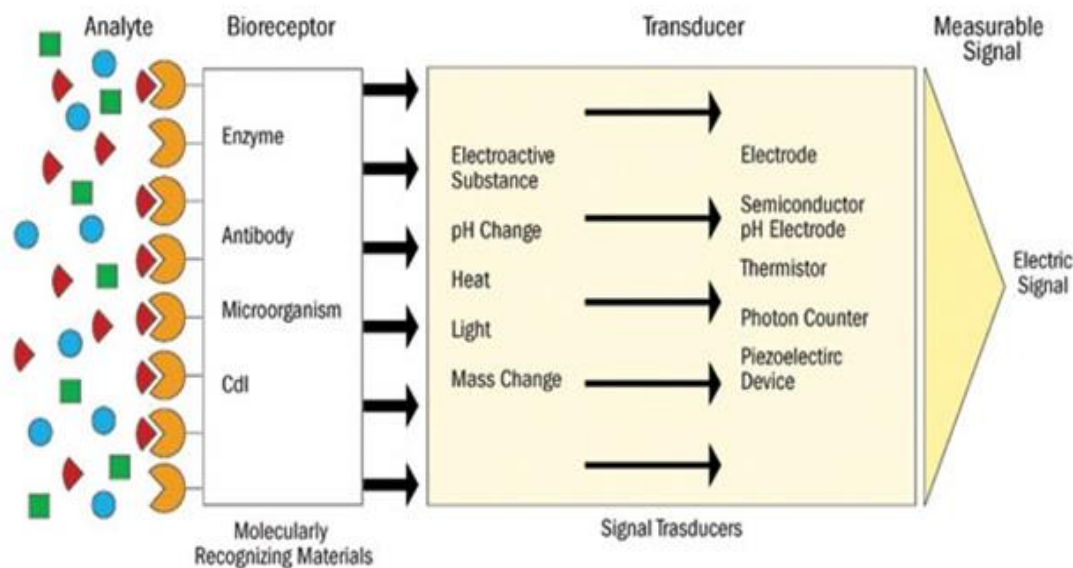 Analyte
Bioreceptor
Transducer
Measurable
Signal
Enzyme
Antibody
Microorganism
Cdl
Electroactive
Substance
pH Change
Heat
Light
Mass Change
Electrode
Semiconductor
pH Electrode
Thermistor
Photon Counter
Piezoelectirc
Device
Electric
Signal
Molecularly
Recognizing Materials
Signal Trasducers